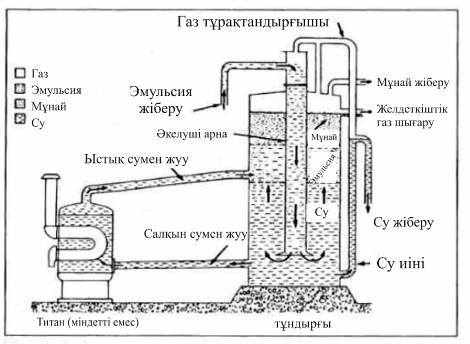 Газ тұрақтандырғышы
Газ
Эмульсия
Мұнай
Су
Эмульсия
жіберу
Мұнай жіберу
Желдеткіштік
газ шығару
Әкелуші арна
Мұнай
Эмульсия
Ыстық сумен жуу
Су
Су жіберу
Салқын сумен жуу
Су иіні
Титан (міндетті емес)
тұндырғы